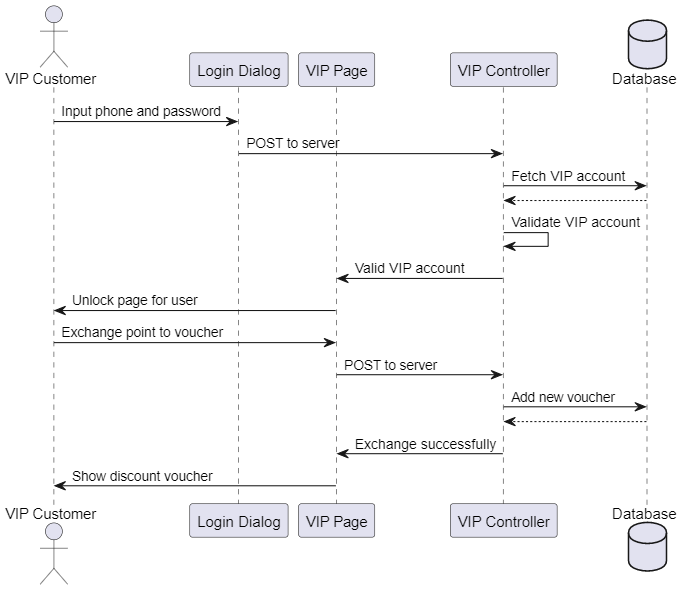 VIP Customer
Login Dialog
VIP Page
VIP Controller
Database
Input phone and password
POST to server
Fetch VIP account
Validate VIP account
Valid VIP account
Unlock page for user
Exchange point to voucher
POST to server
Add new voucher
Exchange successfully
Show discount voucher
VIP Customer
Login Dialog
VIP Page
VIP Controller
Database